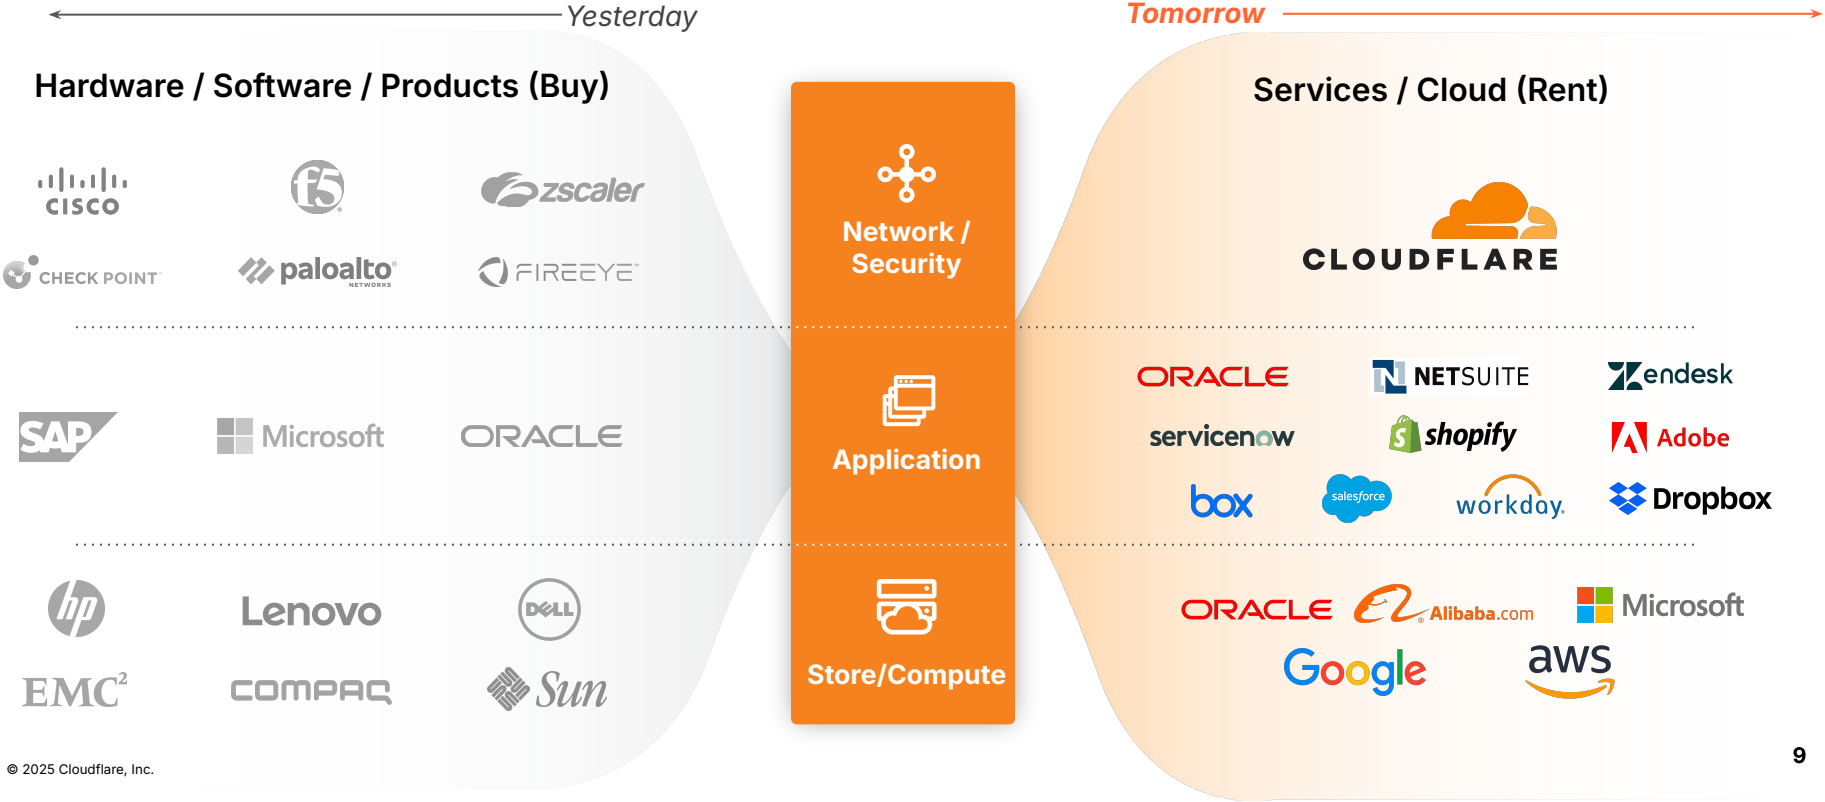 Yesterday
Tomorrow
Hardware / Software / Products (Buy)
Services / Cloud (Rent)
CISCO
f5®
zscaler
CHECK POINT™
paloalto®
NETWORKS
FIREEYE™
Network /
Security
CLOUDFLARE
SAP
Microsoft
ORACLE
Application
ORACLE
NETSUITE
zendesk
servicenow
shopify
Adobe
box
salesforce
workday®
Dropbox
hp
Lenovo
DELL
EMC²
COMPAQ
Sun
Store/Compute
ORACLE
Alibaba.com
Microsoft
Google
aws
© 2025 Cloudflare, Inc.
9